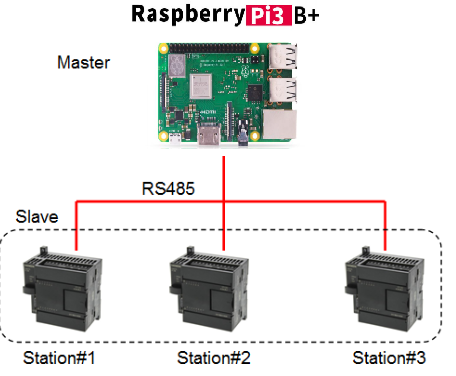 RaspberryPi3 B+
Master
RS485
Slave
Station#1
Station#2
Station#3